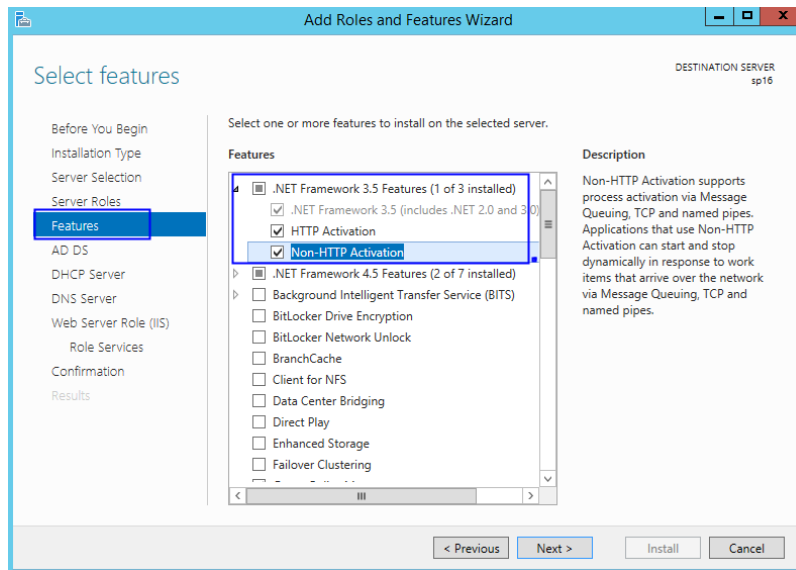 Add Roles and Features Wizard
Select features
DESTINATION SERVER
sp16
Before You Begin
Installation Type
Server Selection
Server Roles
Features
AD DS
DHCP Server
DNS Server
Web Server Role (IIS)
Role Services
Confirmation
Results
Select one or more features to install on the selected server.
Features
.NET Framework 3.5 Features (1 of 3 installed)
.NET Framework 3.5 (includes .NET 2.0 and 3.0)
HTTP Activation
Non-HTTP Activation
.NET Framework 4.5 Features (2 of 7 installed)
Background Intelligent Transfer Service (BITS)
BitLocker Drive Encryption
BitLocker Network Unlock
BranchCache
Client for NFS
Data Center Bridging
Direct Play
Enhanced Storage
Failover Clustering
Description
Non-HTTP Activation supports
process activation via Message
Queuing, TCP and named pipes.
Applications that use Non-HTTP
Activation can start and stop
dynamically in response to work
items that arrive over the network
via Message Queuing, TCP and
named pipes.
< Previous
Next >
Install
Cancel